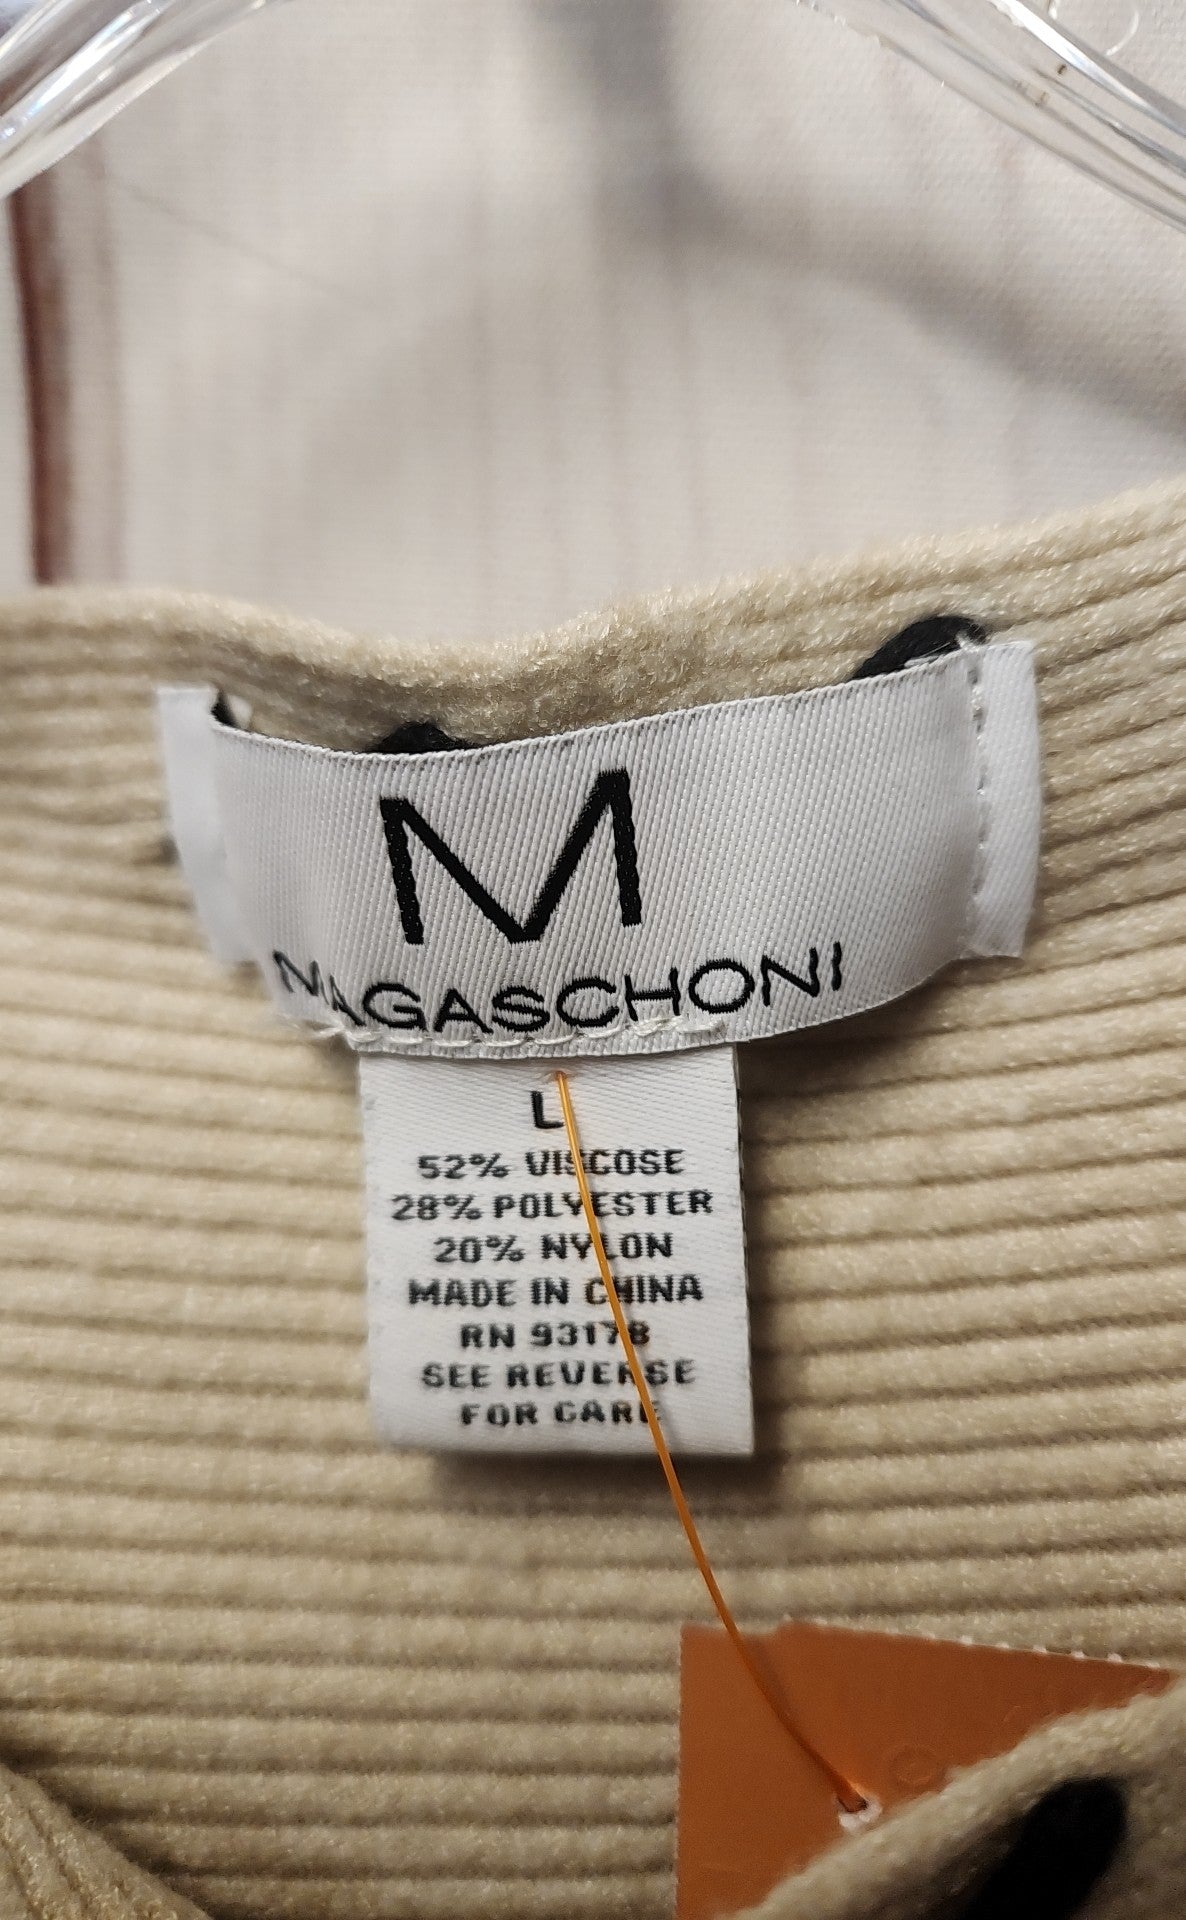 M
MAGASCHONI
L
52% VISCOSE
28% POLYESTER
20% NYLON
MADE IN CHINA
RN 93178
SEE REVERSE
FOR CARE